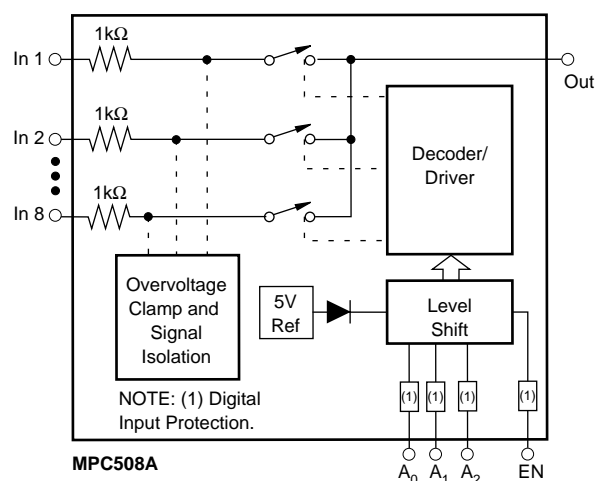 1kΩ
In 1
Out
1kΩ
In 2
Decoder/
Driver
1kΩ
In 8
Overvoltage
Clamp and
Signal
Isolation
5V
Ref
Level
Shift
(1) (1) (1) (1)
NOTE: (1) Digital
Input Protection.
MPC508A
A0 A1 A2 EN